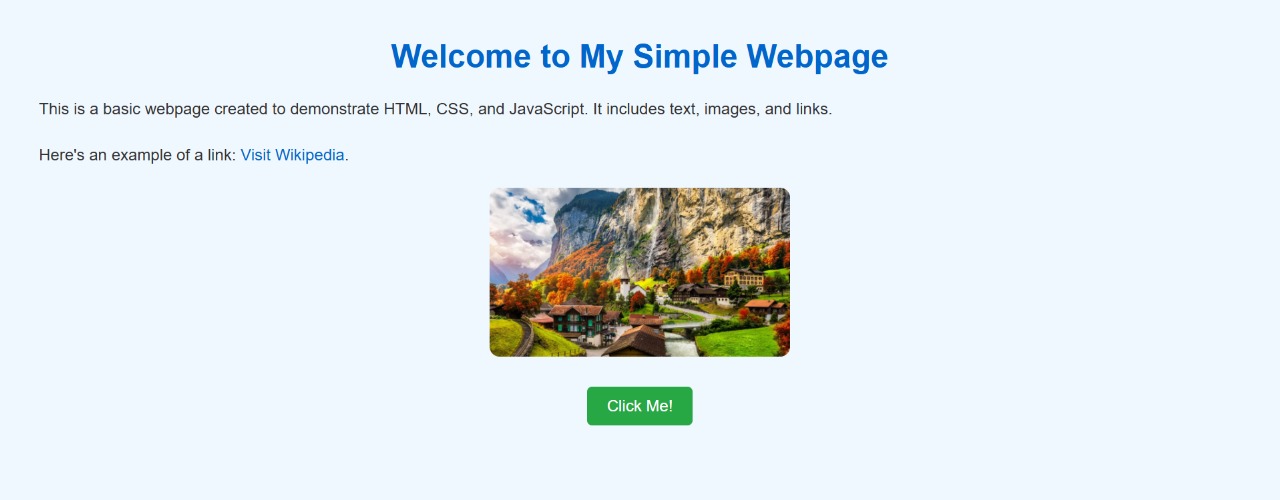 Welcome to My Simple Webpage
This is a basic webpage created to demonstrate HTML, CSS, and JavaScript. It includes text, images, and links.
Here's an example of a link: Visit Wikipedia.
Click Me!